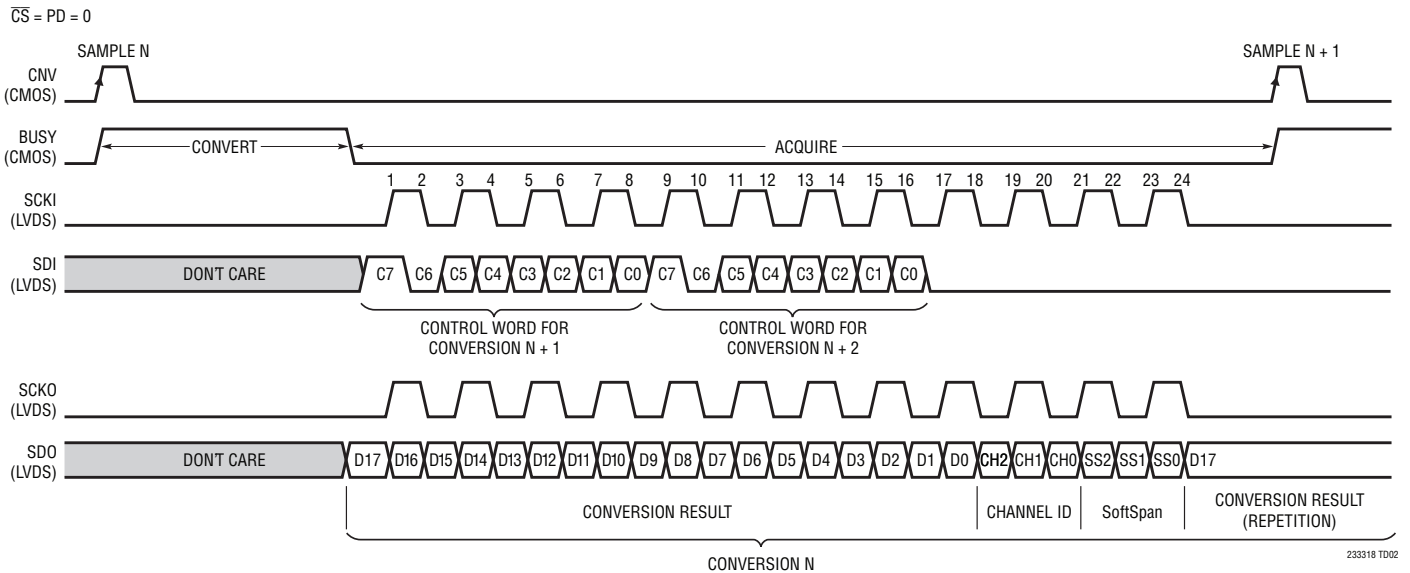 CS = PD = 0
SAMPLE N
SAMPLE N + 1
CNV
(CMOS)
BUSY
(CMOS)
CONVERT
ACQUIRE
1 2 3 4 5 6 7 8 9 10 11 12 13 14 15 16 17 18 19 20 21 22 23 24
SCKI
(LVDS)
SDI
(LVDS)
DON'T CARE
C7 C6 C5 C4 C3 C2 C1 C0 C7 C6 C5 C4 C3 C2 C1 C0
CONTROL WORD FOR
CONVERSION N + 1
CONTROL WORD FOR
CONVERSION N + 2
SCKO
(LVDS)
SDO
(LVDS)
DON'T CARE
D17 D16 D15 D14 D13 D12 D11 D10 D9 D8 D7 D6 D5 D4 D3 D2 D1 D0 CH2 CH1 CH0 SS2 SS1 SS0 D17
CONVERSION RESULT
CHANNEL ID
SoftSpan
CONVERSION RESULT
(REPETITION)
CONVERSION N
233318 TD02